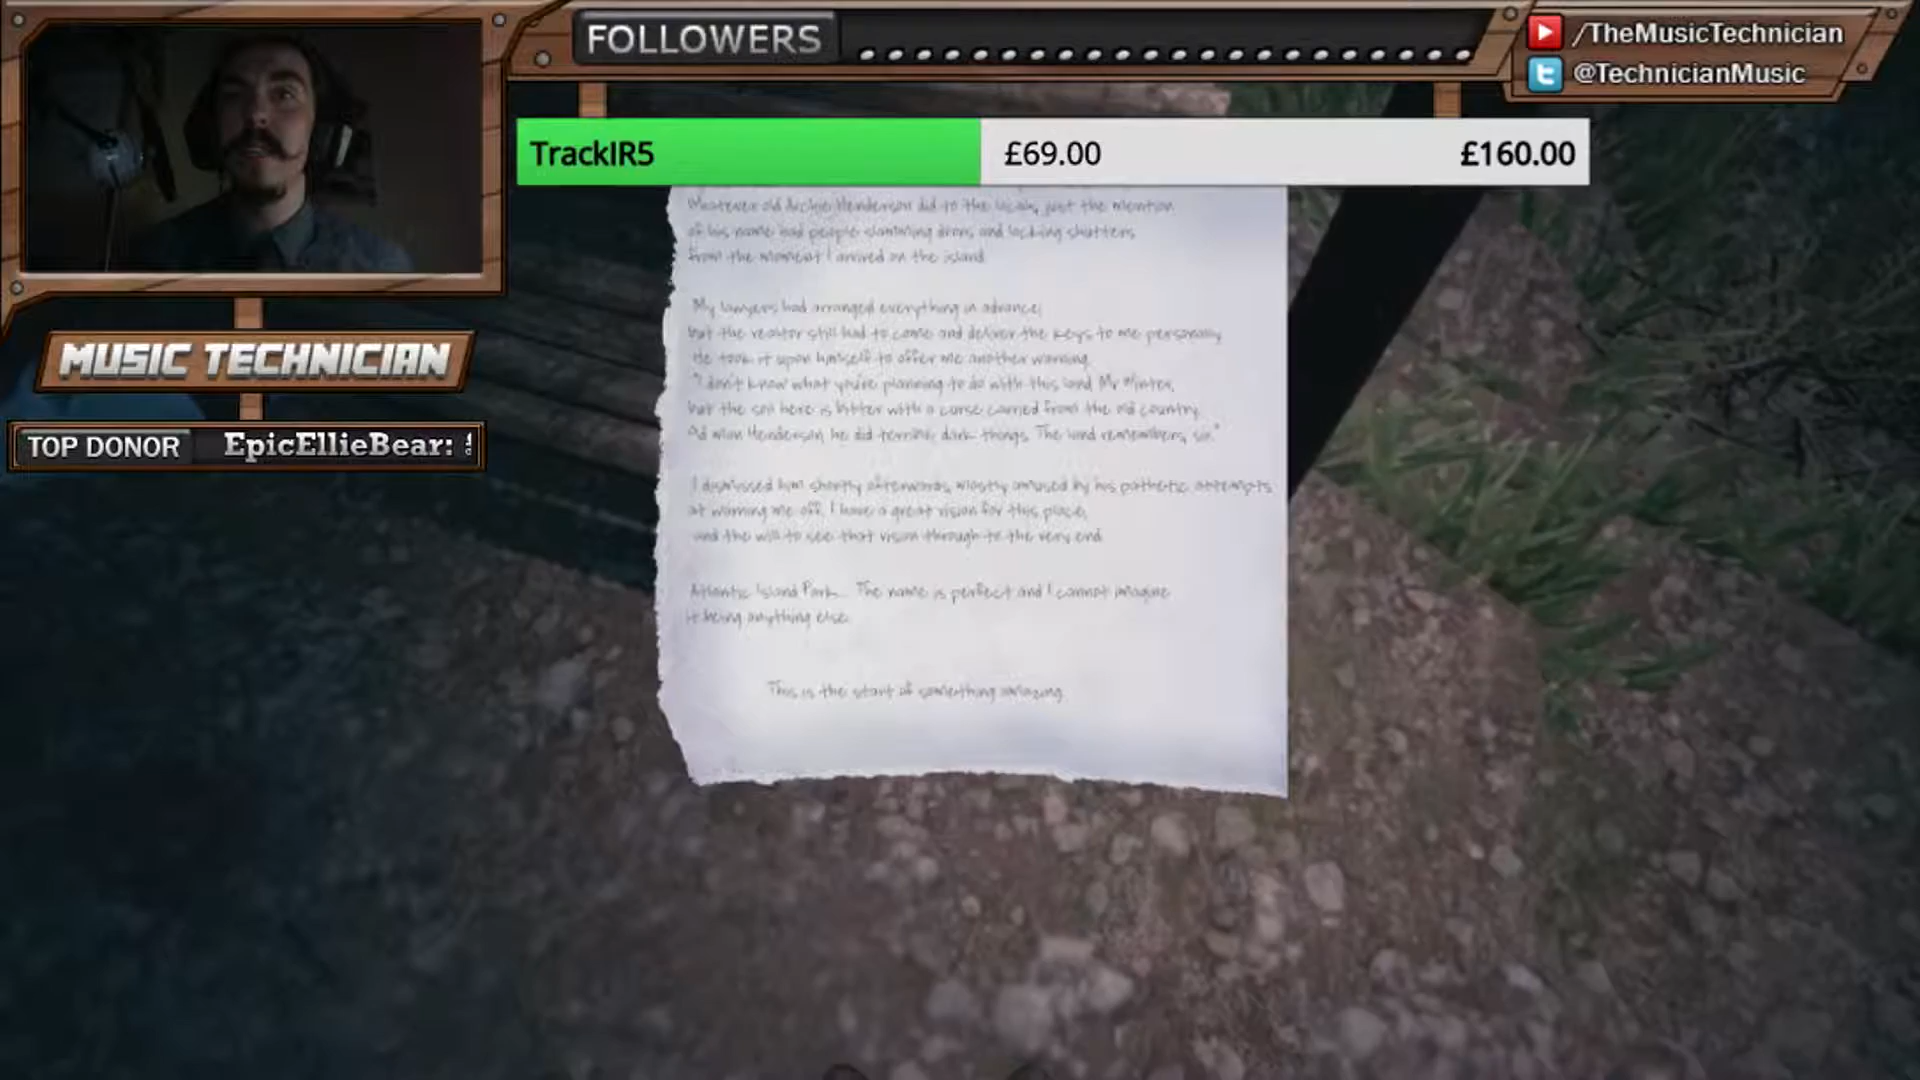 FOLLOWERS
/TheMusicTechnician
@TechnicianMusic
TrackIR5 £69.00 £160.00
MUSIC TECHNICIAN
TOP DONOR EpicEllieBear:
Whatever old Archie Henderson did to the locals, just the mention
of his name had people slamming doors and locking shutters
from the moment I arrived on the island.
My lawyers had arranged everything in advance;
but the realtor still had to come and deliver the keys to me personally.
He took it upon himself to offer me another warning.
"I don't know what you're planning to do with this land Mr Winter,
but the soil here is bitter with a curse carried from the old country.
Old man Henderson he did terrible dark things. The land remembers, sir."
I dismissed him shortly afterwards, mostly amused by his pathetic attempts
at warning me off. I have a great vision for this place,
and the will to see that vision through to the very end.
Atlantic Island Park... The name is perfect and I cannot imagine
it being anything else.
This is the start of something amazing.